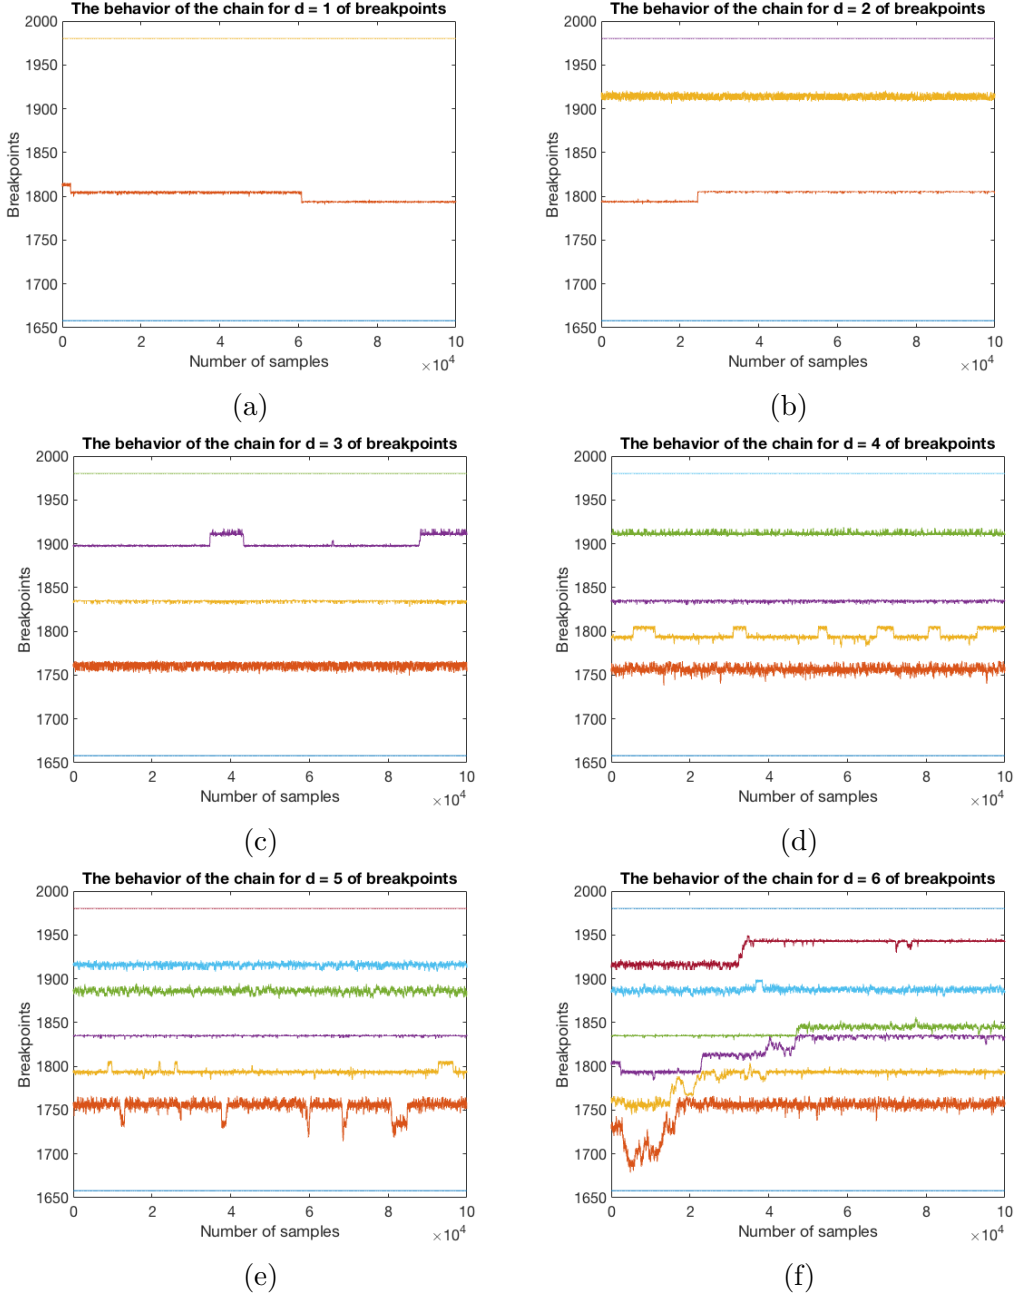 The behavior of the chain for d = 1 of breakpoints
2000
1950
1900
1850
1800
1750
1700
1650
Breakpoints
0 2 4 6 8 10
Number of samples
×10^4
(a)
The behavior of the chain for d = 2 of breakpoints
2000
1950
1900
1850
1800
1750
1700
1650
Breakpoints
0 2 4 6 8 10
Number of samples
×10^4
(b)
The behavior of the chain for d = 3 of breakpoints
2000
1950
1900
1850
1800
1750
1700
1650
Breakpoints
0 2 4 6 8 10
Number of samples
×10^4
(c)
The behavior of the chain for d = 4 of breakpoints
2000
1950
1900
1850
1800
1750
1700
1650
Breakpoints
0 2 4 6 8 10
Number of samples
×10^4
(d)
The behavior of the chain for d = 5 of breakpoints
2000
1950
1900
1850
1800
1750
1700
1650
Breakpoints
0 2 4 6 8 10
Number of samples
×10^4
(e)
The behavior of the chain for d = 6 of breakpoints
2000
1950
1900
1850
1800
1750
1700
1650
Breakpoints
0 2 4 6 8 10
Number of samples
×10^4
(f)